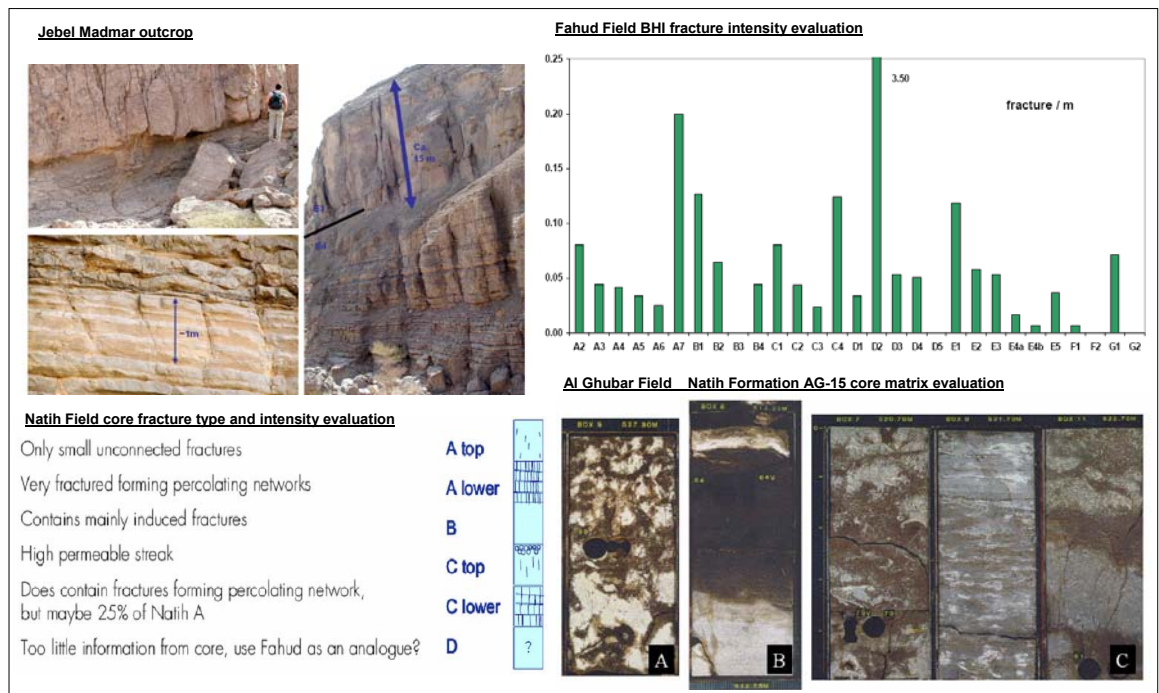 Jebel Madmar outcrop
Ca.
15 m
~1m
Fahud Field BHI fracture intensity evaluation
0.25
0.20
0.15
0.10
0.05
0.00
3.50
fracture / m
A2 A3 A4 A5 A6 A7 B1 B2 B3 B4 C1 C2 C3 C4 D1 D2 D3 D4 D5 E1 E2 E3 E4a E4b E5 F1 F2 G1 G2
Natih Field core fracture type and intensity evaluation
Only small unconnected fractures
A top
Very fractured forming percolating networks
A lower
Contains mainly induced fractures
B
High permeable streak
C top
Does contain fractures forming percolating network,
but maybe 25% of Natih A
C lower
Too little information from core, use Fahud as an analogue?
D
?
Al Ghubar Field Natih Formation AG-15 core matrix evaluation
A
B
C